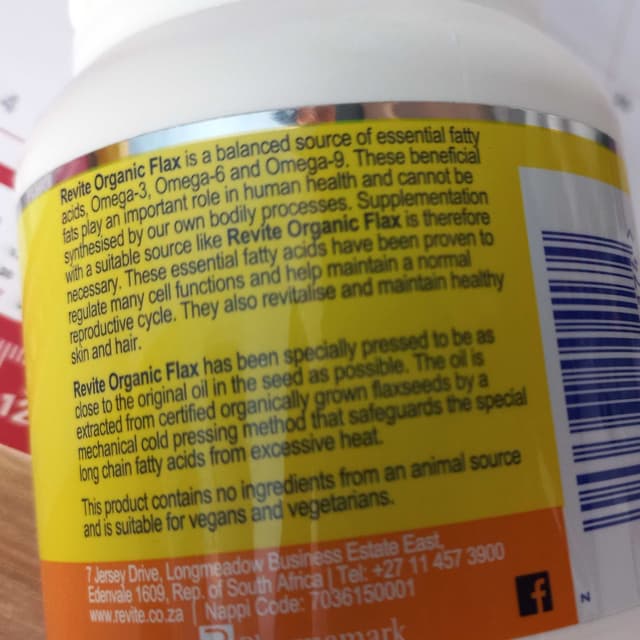 Revite Organic Flax is a balanced source of essential fatty
acids, Omega-3, Omega-6 and Omega-9. These beneficial
fats play an important role in human health and cannot be
synthesised by our own bodily processes. Supplementation
with a suitable source like Revite Organic Flax is therefore
necessary. These essential fatty acids have been proven to
regulate many cell functions and help maintain a normal
reproductive cycle. They also revitalise and maintain healthy
skin and hair.
Revite Organic Flax has been specially pressed to be as
close to the original oil in the seed as possible. The oil is
extracted from certified organically grown flaxseeds by a
mechanical cold pressing method that safeguards the special
long chain fatty acids from excessive heat.
This product contains no ingredients from an animal source
and is suitable for vegans and vegetarians.
7 Jersey Drive, Longmeadow Business Estate East,
Edenvale 1609, Rep. of South Africa | Tel: +27 11 457 3900
www.revite.co.za | Nappi Code: 7036150001
f